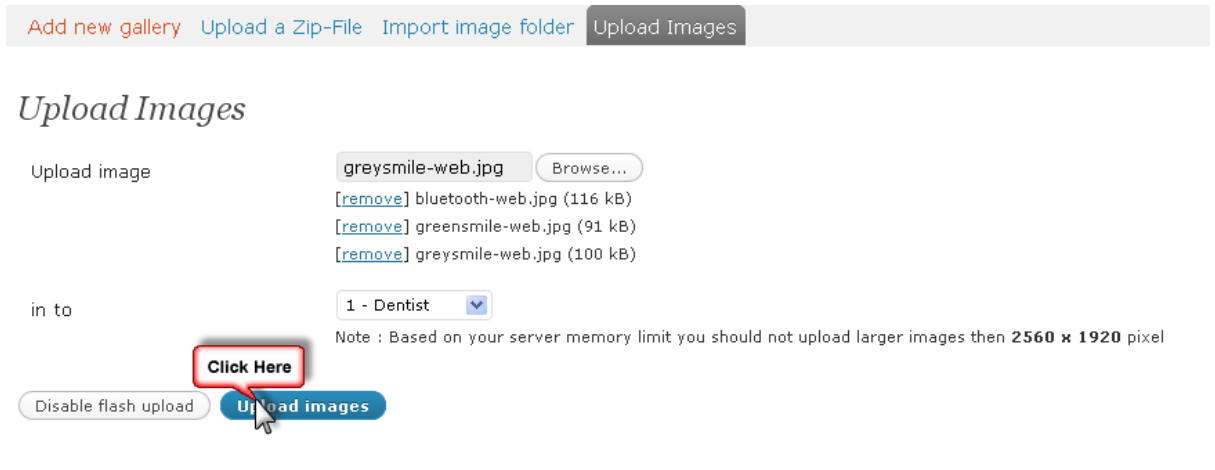 Add new gallery Upload a Zip-File Import image folder Upload Images
Upload Images
Upload image greysmile-web.jpg Browse...
[remove] bluetooth-web.jpg (116 kB)
[remove] greensmile-web.jpg (91 kB)
[remove] greysmile-web.jpg (100 kB)
in to 1 - Dentist
Note : Based on your server memory limit you should not upload larger images then 2560 x 1920 pixel
Click Here
Disable flash upload Upload images